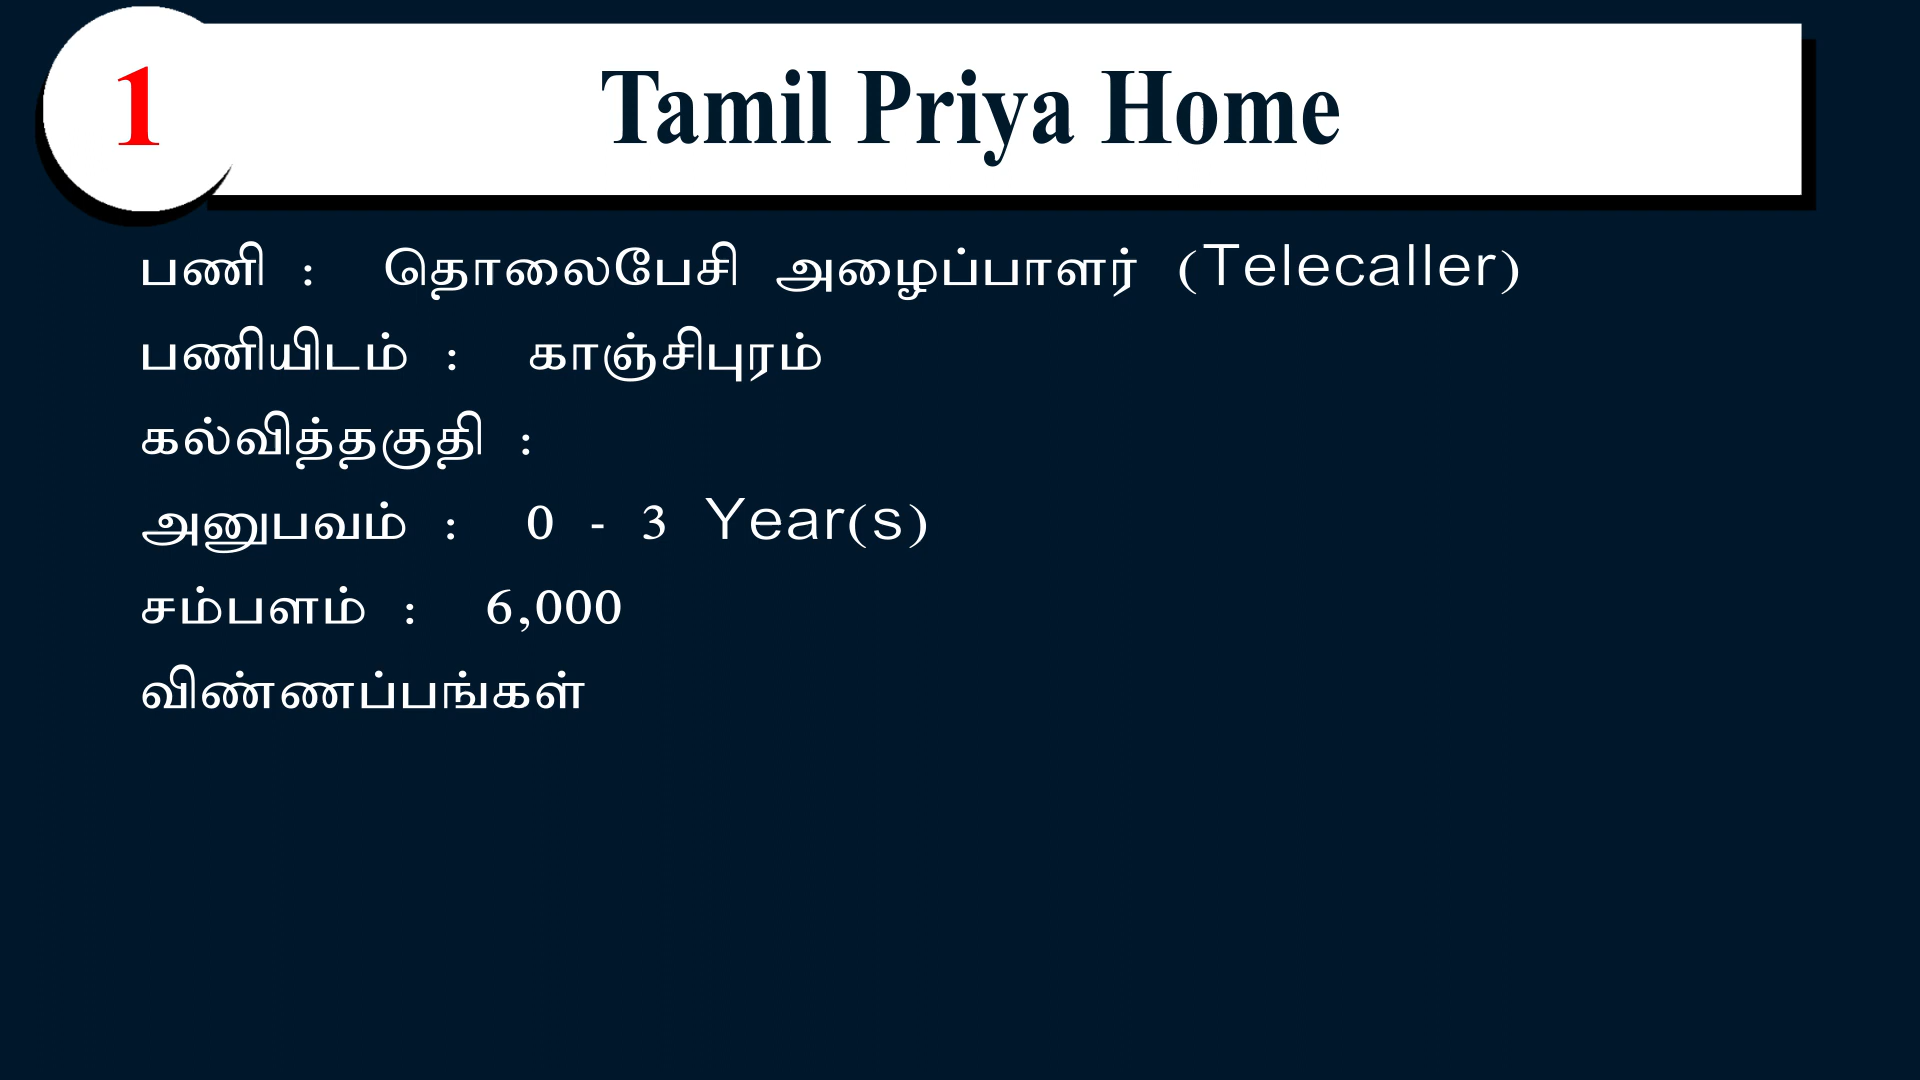 1
Tamil Priya Home
பணி : தொலைபேசி அழைப்பாளர் (Telecaller)
பணியிடம் : காஞ்சிபுரம்
கல்வித்தகுதி :
அனுபவம் : 0 - 3 Year(s)
சம்பளம் : 6,000
விண்ணப்பங்கள்